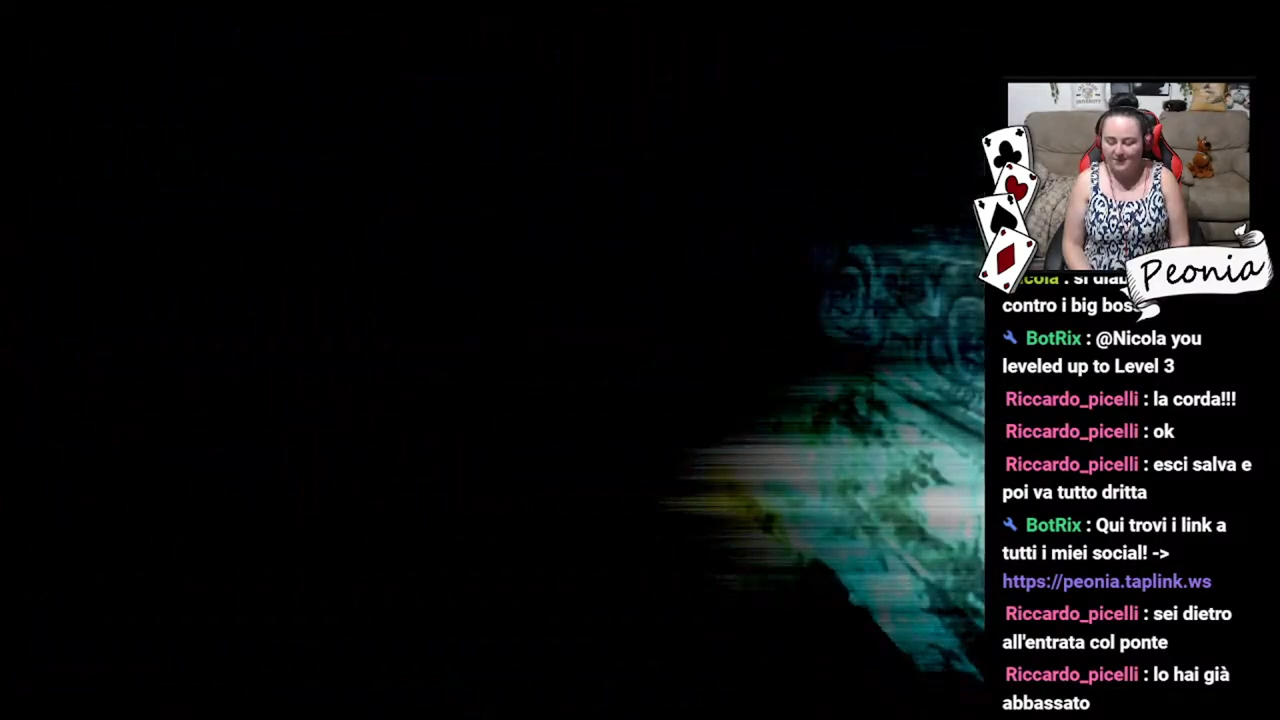 Peonia
contro i big boss
BotRix : @Nicola you
leveled up to Level 3
Riccardo_picelli : la corda!!!
Riccardo_picelli : ok
Riccardo_picelli : esci salva e
poi va tutto dritta
BotRix : Qui trovi i link a
tutti i miei social! ->
https://peonia.taplink.ws
Riccardo_picelli : sei dietro
all'entrata col ponte
Riccardo_picelli : lo hai già
abbassato